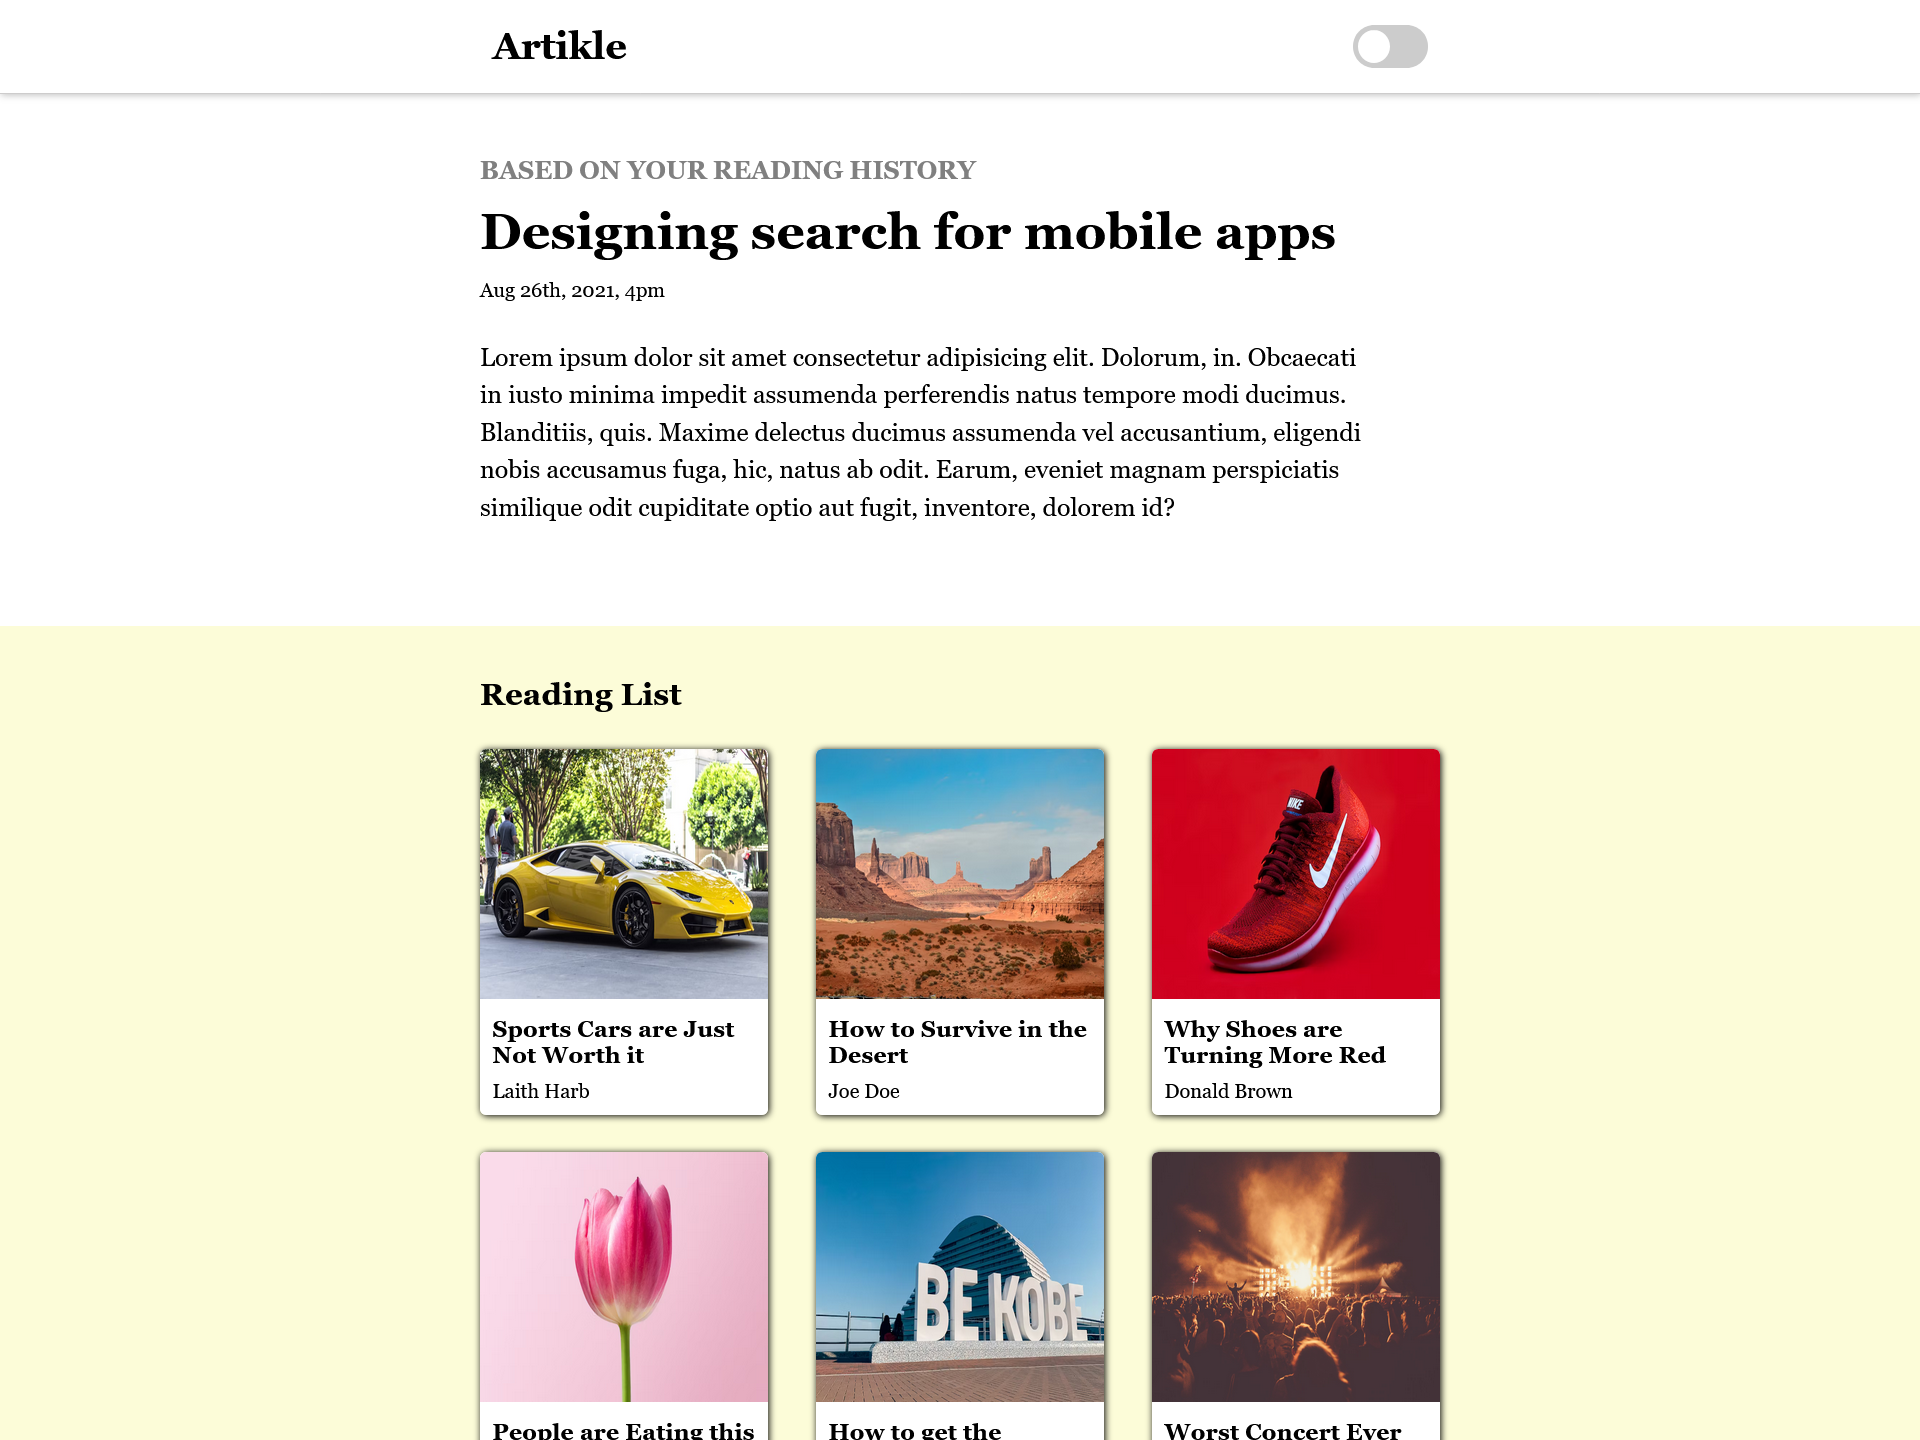 Artikle
BASED ON YOUR READING HISTORY
Designing search for mobile apps
Aug 26th, 2021, 4pm
Lorem ipsum dolor sit amet consectetur adipisicing elit. Dolorum, in. Obcaecati
in iusto minima impedit assumenda perferendis natus tempore modi ducimus.
Blanditiis, quis. Maxime delectus ducimus assumenda vel accusantium, eligendi
nobis accusamus fuga, hic, natus ab odit. Earum, eveniet magnam perspiciatis
similique odit cupiditate optio aut fugit, inventore, dolorem id?
Reading List
NIKE
Sports Cars are Just
Not Worth it
Laith Harb
How to Survive in the
Desert
Joe Doe
Why Shoes are
Turning More Red
Donald Brown
BE KOBE
People are Eating this
How to get the
Worst Concert Ever